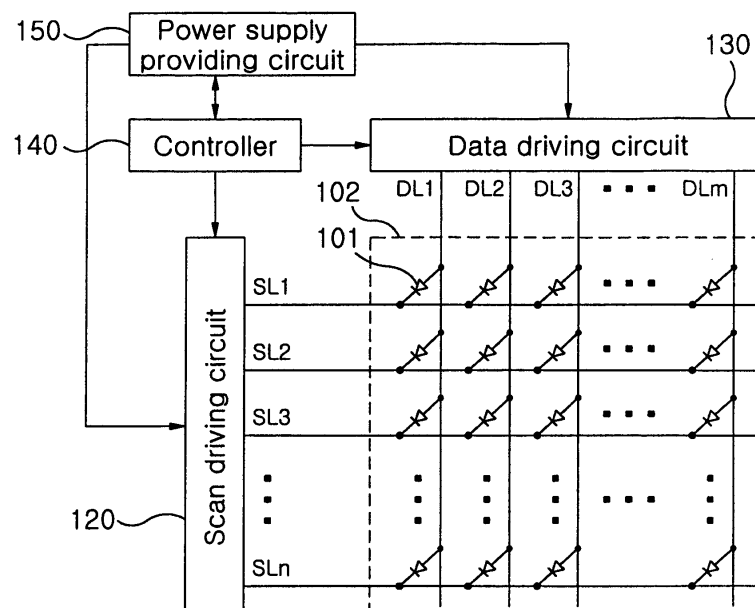 150
Power supply
providing circuit
130
140
Controller
Data driving circuit
DL1 DL2 DL3 DLm
102
101
SL1
SL2
SL3
SLn
Scan driving circuit
120